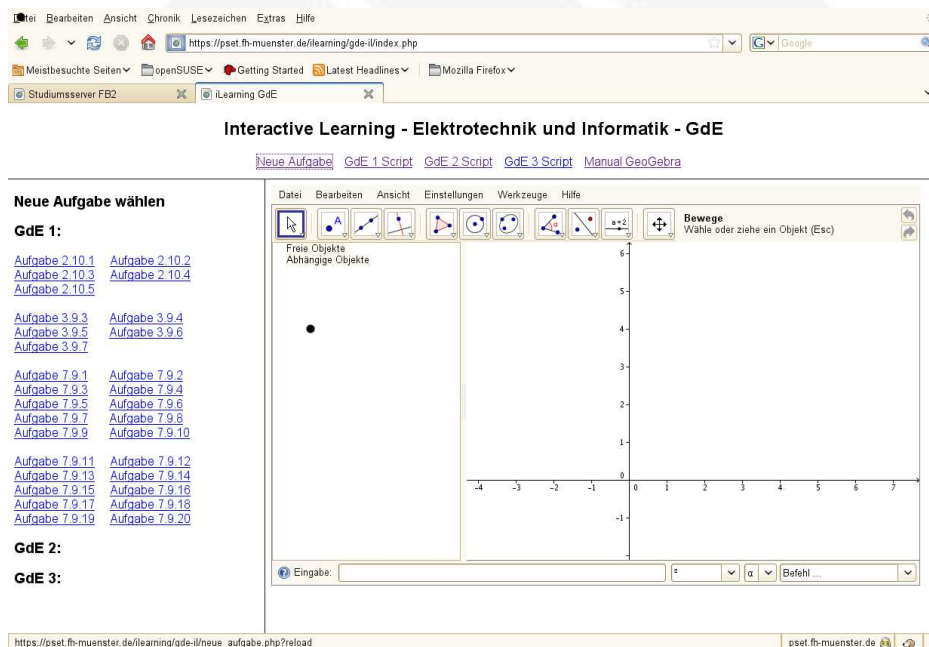 Datei Bearbeiten Ansicht Chronik Lesezeichen Extras Hilfe
https://pset.fh-muenster.de/ilearning/gde-il/index.php
Google
Meistbesuchte Seiten openSUSE Getting Started Latest Headlines Mozilla Firefox
Studiumsserver FB2 iLearning GdE
Interactive Learning - Elektrotechnik und Informatik - GdE
Neue Aufgabe GdE 1 Script GdE 2 Script GdE 3 Script Manual GeoGebra
Neue Aufgabe wählen
GdE 1:
Aufgabe 2.10.1 Aufgabe 2.10.2
Aufgabe 2.10.3 Aufgabe 2.10.4
Aufgabe 2.10.5
Aufgabe 3.9.3 Aufgabe 3.9.4
Aufgabe 3.9.5 Aufgabe 3.9.6
Aufgabe 3.9.7
Aufgabe 7.9.1 Aufgabe 7.9.2
Aufgabe 7.9.3 Aufgabe 7.9.4
Aufgabe 7.9.5 Aufgabe 7.9.6
Aufgabe 7.9.7 Aufgabe 7.9.8
Aufgabe 7.9.9 Aufgabe 7.9.10
Aufgabe 7.9.11 Aufgabe 7.9.12
Aufgabe 7.9.13 Aufgabe 7.9.14
Aufgabe 7.9.15 Aufgabe 7.9.16
Aufgabe 7.9.17 Aufgabe 7.9.18
Aufgabe 7.9.19 Aufgabe 7.9.20
GdE 2:
GdE 3:
Datei Bearbeiten Ansicht Einstellungen Werkzeuge Hilfe
A α a=2
Bewege
Wähle oder ziehe ein Objekt (Esc)
Freie Objekte
Abhängige Objekte
6
5
4
3
2
1
0
-4 -3 -2 -1 0 1 2 3 4 5 6 7
-1
Eingabe: ² α Befehl ...
https://pset.fh-muenster.de/ilearning/gde-il/neue_aufgabe.php?reload pset.fh-muenster.de